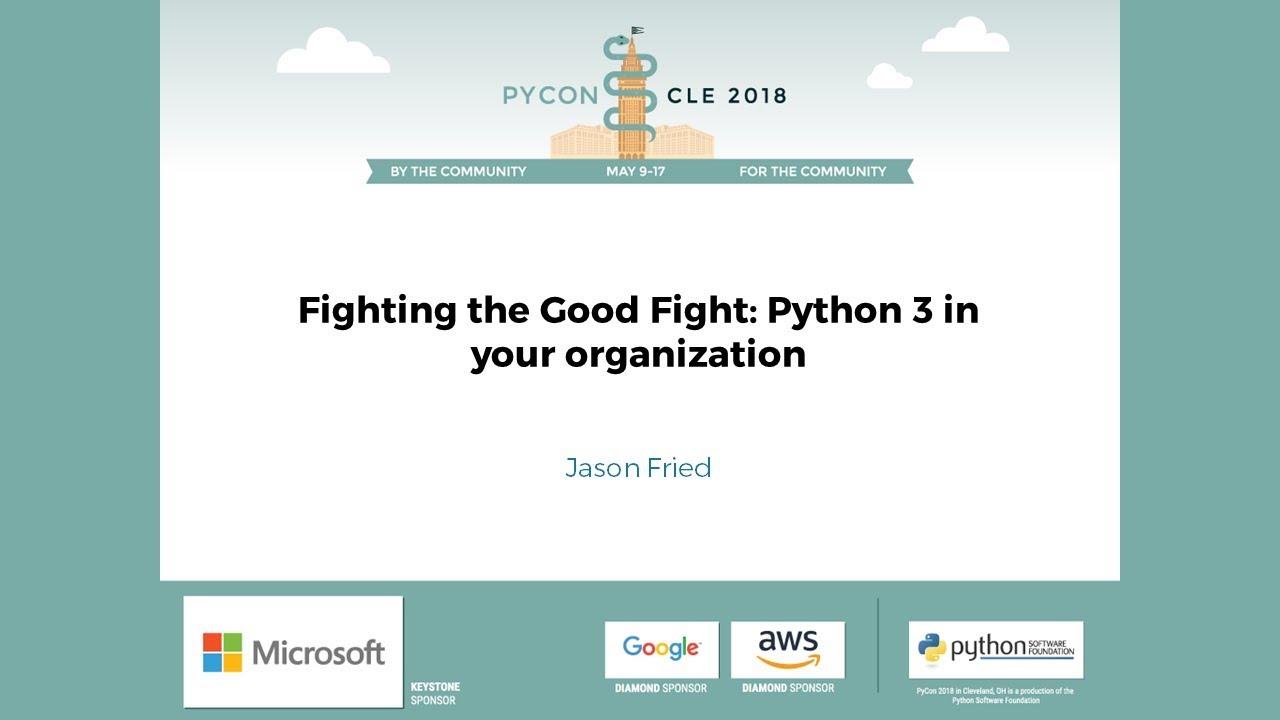 PYCON CLE 2018
BY THE COMMUNITY MAY 9-17 FOR THE COMMUNITY
Fighting the Good Fight: Python 3 in
your organization
Jason Fried
Microsoft
KEYSTONE
SPONSOR
Google
DIAMOND SPONSOR
aws
DIAMOND SPONSOR
python SOFTWARE
FOUNDATION
PyCon 2018 in Cleveland, OH is a production of the
Python Software Foundation